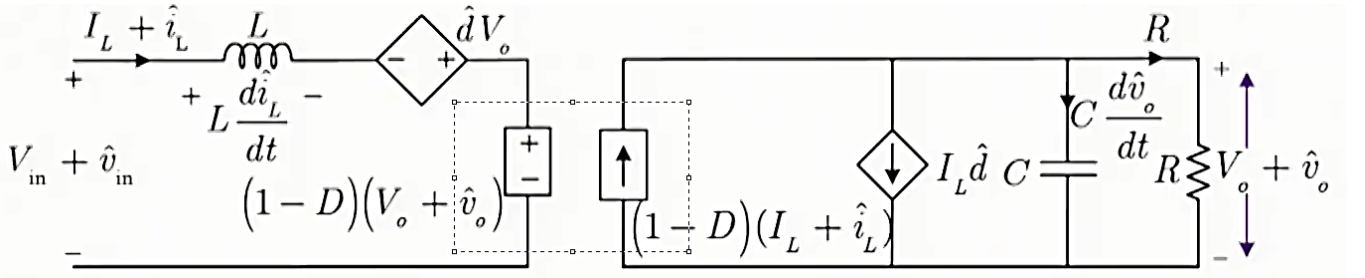 I_L + î_L
L
d̂V_o
R
+
− +
+
+ L dî_L/dt −
C dv̂_o/dt
+
−
V_in + v̂_in
(1 − D)(V_o + v̂_o)
I_L d̂
C
R
V_o + v̂_o
(1 − D)(I_L + î_L)
−
−